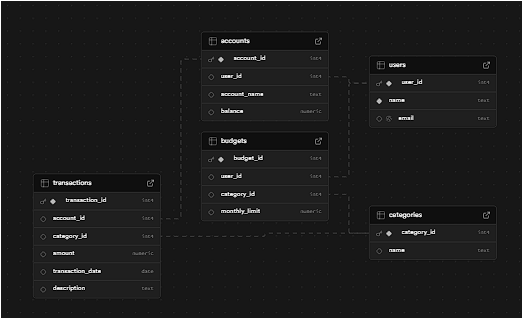 accounts
account_id int4
user_id int4
account_name text
balance numeric
users
user_id int4
name text
email text
budgets
budget_id int4
user_id int4
category_id int4
monthly_limit numeric
transactions
transaction_id int4
account_id int4
category_id int4
amount numeric
transaction_date date
description text
categories
category_id int4
name text